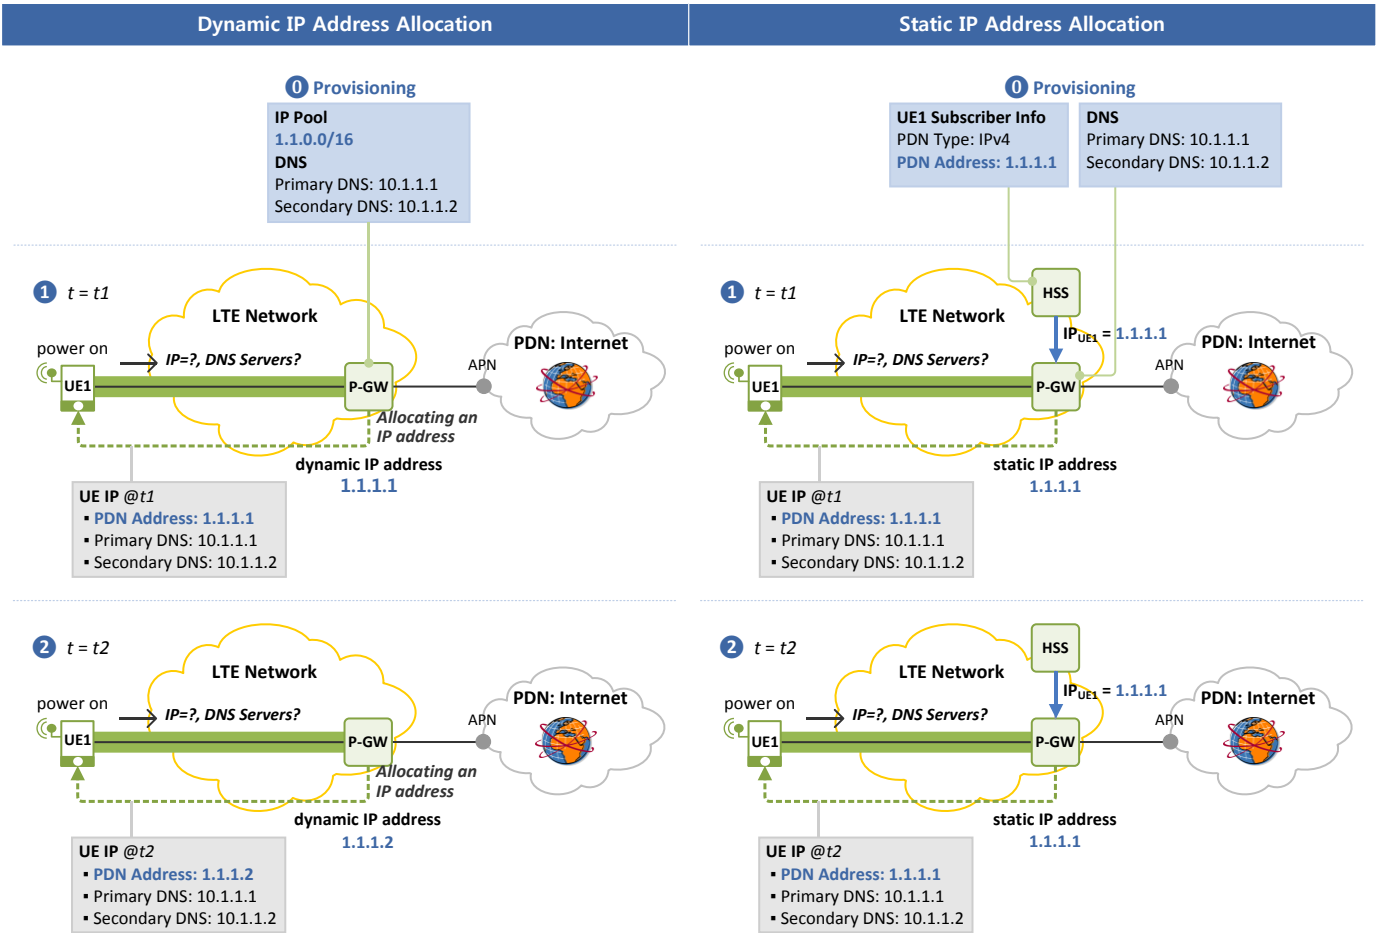 Dynamic IP Address Allocation
Static IP Address Allocation
0 Provisioning
IP Pool
1.1.0.0/16
DNS
Primary DNS: 10.1.1.1
Secondary DNS: 10.1.1.2
0 Provisioning
UE1 Subscriber Info
PDN Type: IPv4
PDN Address: 1.1.1.1
DNS
Primary DNS: 10.1.1.1
Secondary DNS: 10.1.1.2
1 t = t1
LTE Network
power on
IP=?, DNS Servers?
UE1
P-GW
APN
PDN: Internet
Allocating an
IP address
dynamic IP address
1.1.1.1
UE IP @t1
▪ PDN Address: 1.1.1.1
▪ Primary DNS: 10.1.1.1
▪ Secondary DNS: 10.1.1.2
1 t = t1
LTE Network
HSS
IPUE1 = 1.1.1.1
power on
IP=?, DNS Servers?
UE1
P-GW
APN
PDN: Internet
static IP address
1.1.1.1
UE IP @t1
▪ PDN Address: 1.1.1.1
▪ Primary DNS: 10.1.1.1
▪ Secondary DNS: 10.1.1.2
2 t = t2
LTE Network
power on
IP=?, DNS Servers?
UE1
P-GW
APN
PDN: Internet
Allocating an
IP address
dynamic IP address
1.1.1.2
UE IP @t2
▪ PDN Address: 1.1.1.2
▪ Primary DNS: 10.1.1.1
▪ Secondary DNS: 10.1.1.2
2 t = t2
LTE Network
HSS
IPUE1 = 1.1.1.1
power on
IP=?, DNS Servers?
UE1
P-GW
APN
PDN: Internet
static IP address
1.1.1.1
UE IP @t2
▪ PDN Address: 1.1.1.1
▪ Primary DNS: 10.1.1.1
▪ Secondary DNS: 10.1.1.2